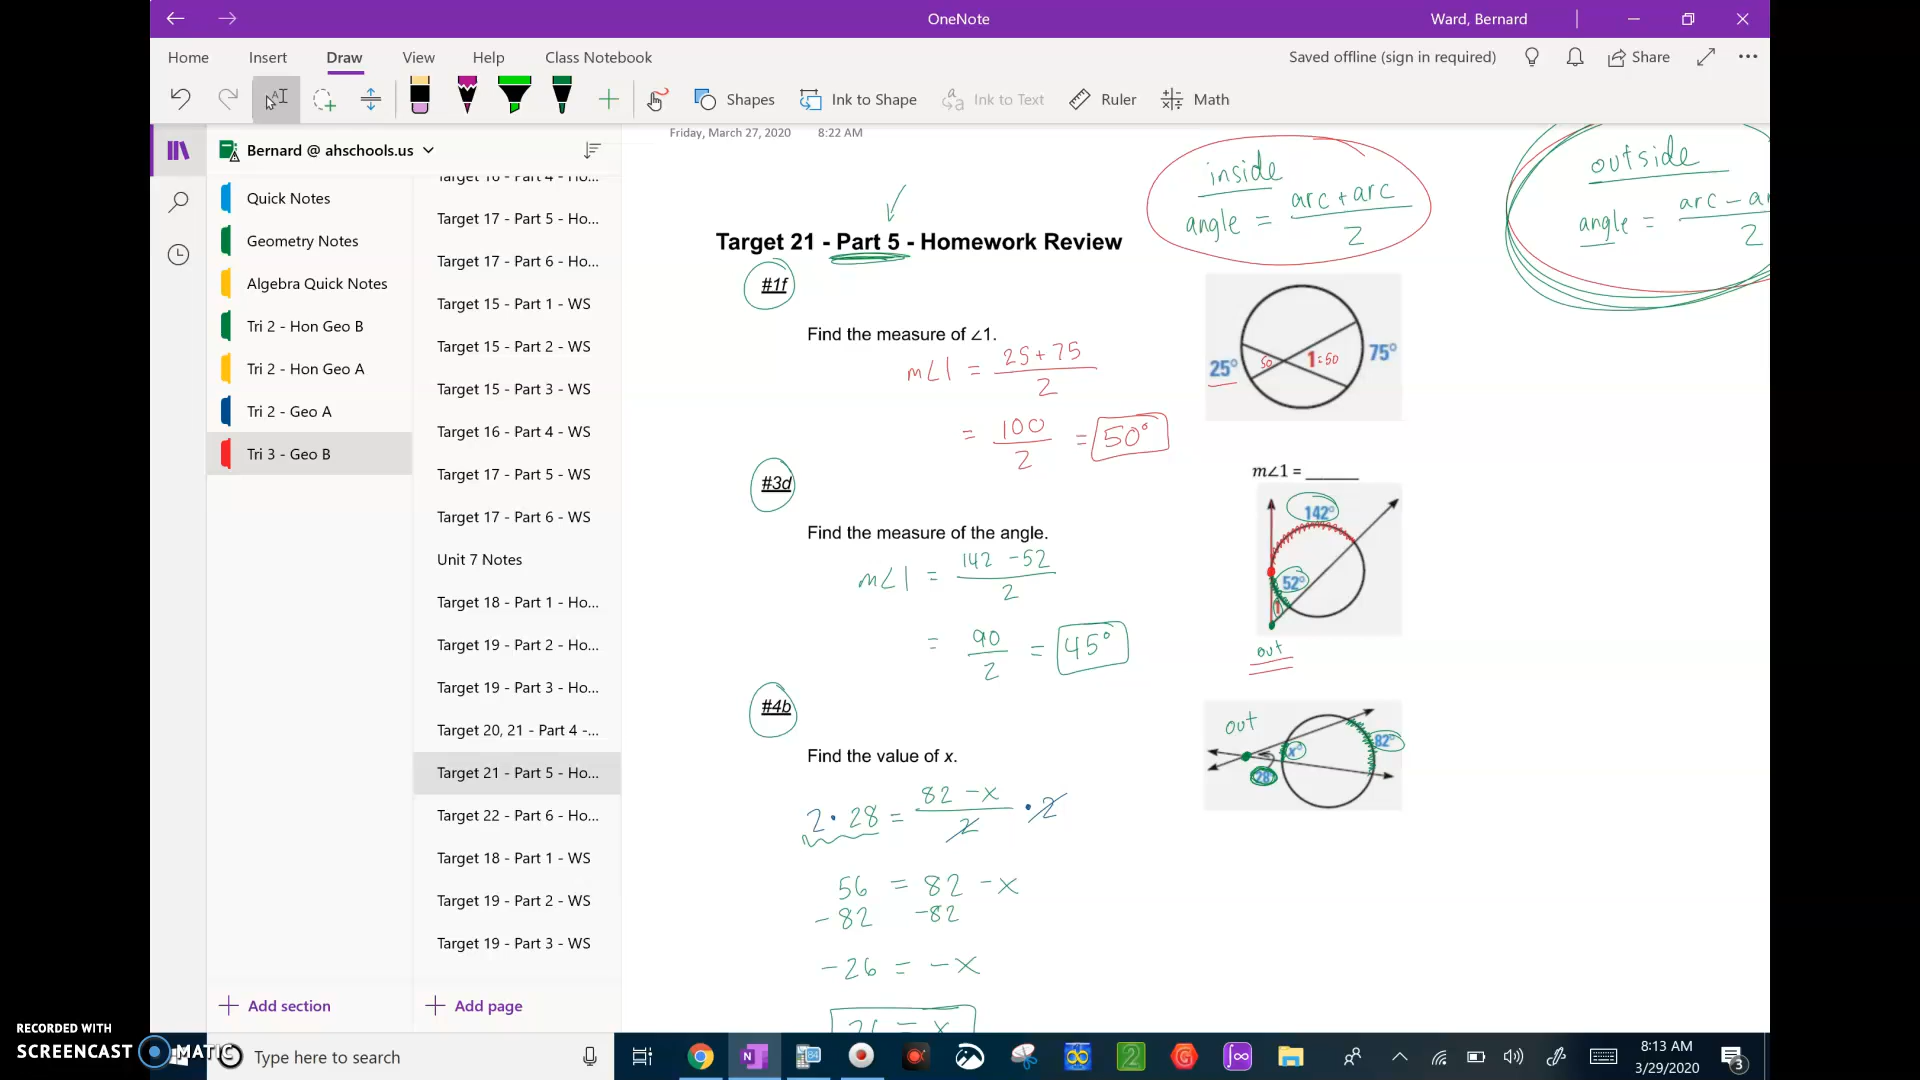 OneNote
Ward, Bernard
Home Insert Draw View Help Class Notebook
Saved offline (sign in required)
Share
Shapes
Ink to Shape
Ink to Text
Ruler
Math
Bernard @ ahschools.us
Quick Notes
Geometry Notes
Algebra Quick Notes
Tri 2 - Hon Geo B
Tri 2 - Hon Geo A
Tri 2 - Geo A
Tri 3 - Geo B
Add section
Target 16 - Part 4 - Ho...
Target 17 - Part 5 - Ho...
Target 17 - Part 6 - Ho...
Target 15 - Part 1 - WS
Target 15 - Part 2 - WS
Target 15 - Part 3 - WS
Target 16 - Part 4 - WS
Target 17 - Part 5 - WS
Target 17 - Part 6 - WS
Unit 7 Notes
Target 18 - Part 1 - Ho...
Target 19 - Part 2 - Ho...
Target 19 - Part 3 - Ho...
Target 20, 21 - Part 4 -...
Target 21 - Part 5 - Ho...
Target 22 - Part 6 - Ho...
Target 18 - Part 1 - WS
Target 19 - Part 2 - WS
Target 19 - Part 3 - WS
Add page
Friday, March 27, 2020 8:22 AM
inside
angle = arc + arc
2
outside
angle = arc - a
2
Target 21 - Part 5 - Homework Review
#1f
Find the measure of ∠1.
m∠1 = 25 + 75
2
= 100 = 50°
2
25° 50 1 = 50 75°
#3d
Find the measure of the angle.
m∠1 = 142 - 52
2
= 90 = 45°
2
m∠1 = ______
142°
52°
1
out
#4b
Find the value of x.
2 · 28 = 82 - x · 2
2
56 = 82 - x
-82 -82
-26 = -x
26 = x
out
x°
82°
28°
RECORDED WITH
SCREENCAST MATIC
Type here to search
8:13 AM
3/29/2020
3